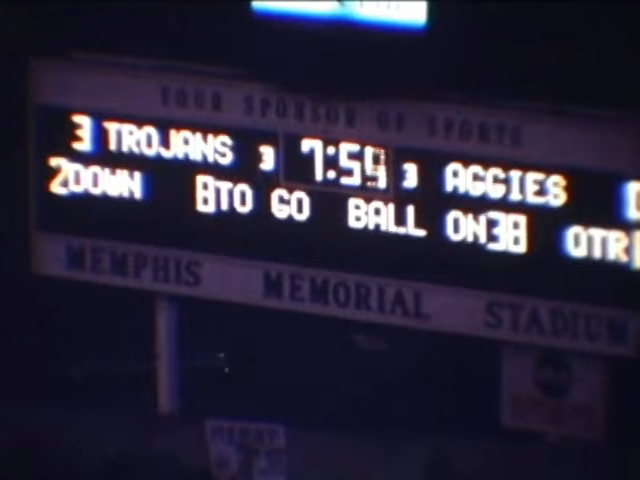 YOUR SPONSOR OF SPORTS
3 TROJANS 3 7:59 3 AGGIES
2DOWN 8TO GO BALL ON38 QTR
MEMPHIS MEMORIAL STADIUM